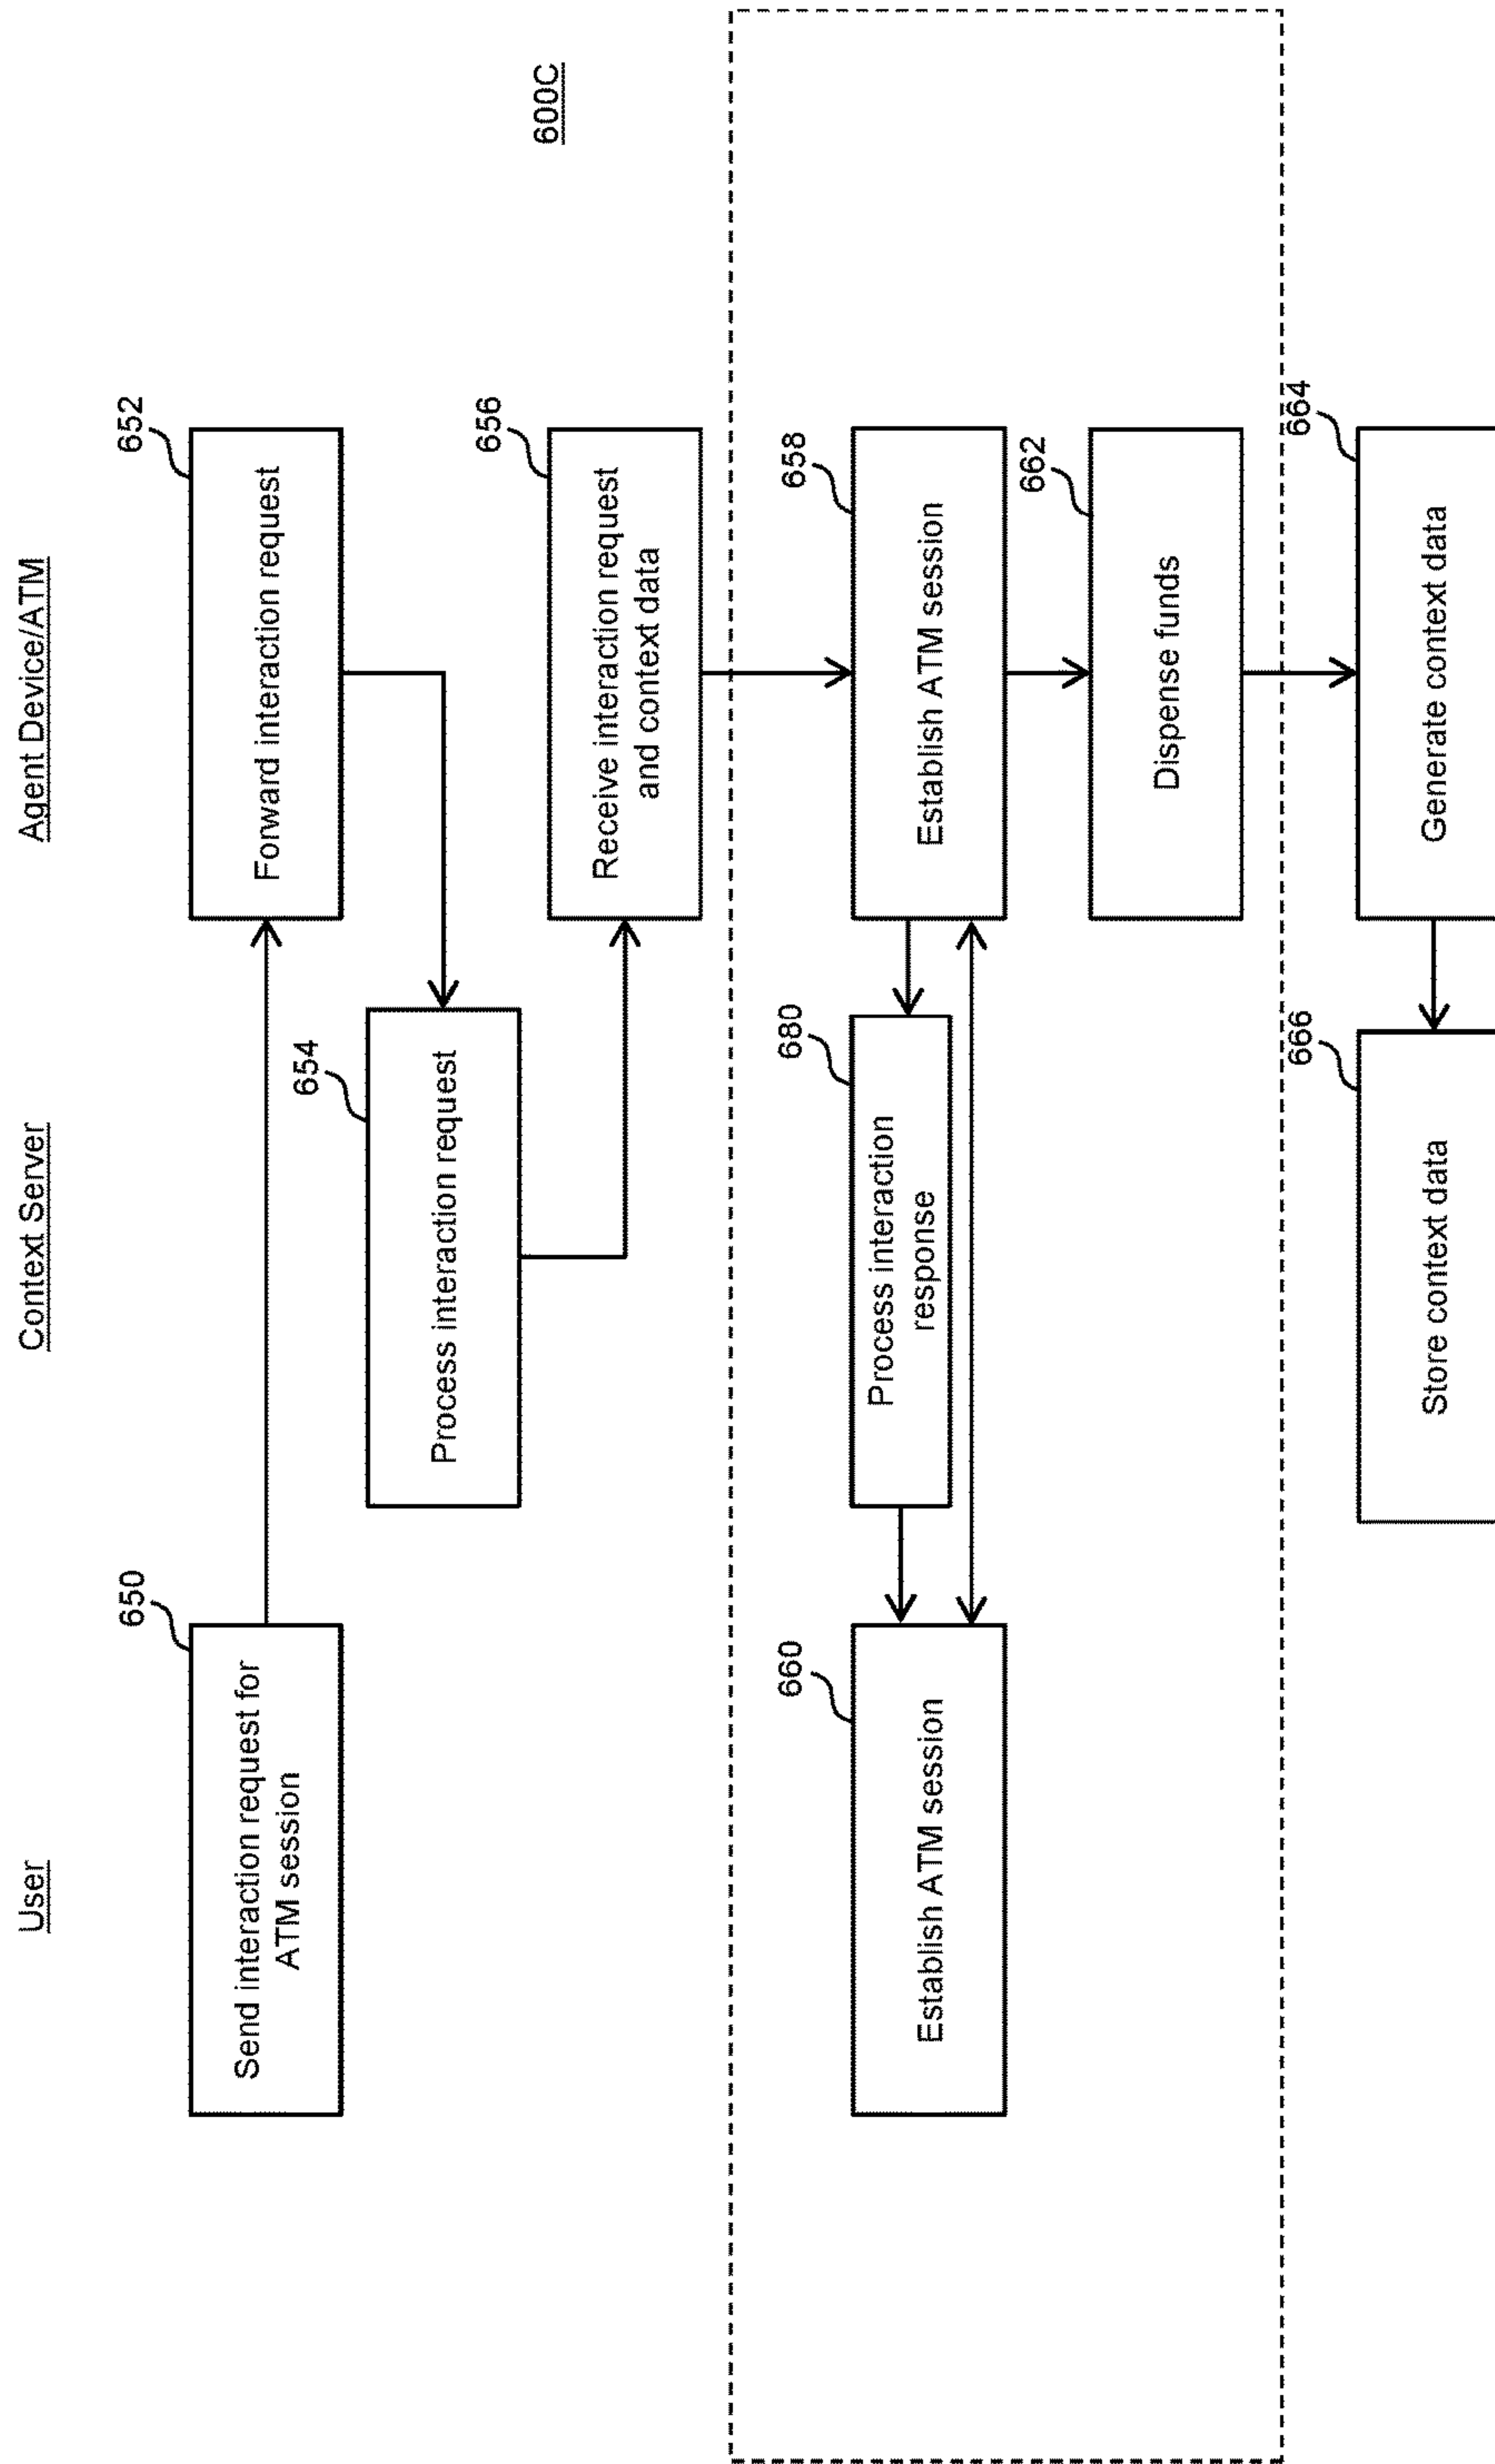 User
Context Server
Agent Device/ATM
600C
650
Send interaction request for
ATM session
652
Forward interaction request
654
Process interaction request
656
Receive interaction request
and context data
658
Establish ATM session
680
Process interaction
response
660
Establish ATM session
662
Dispense funds
664
Generate context data
666
Store context data